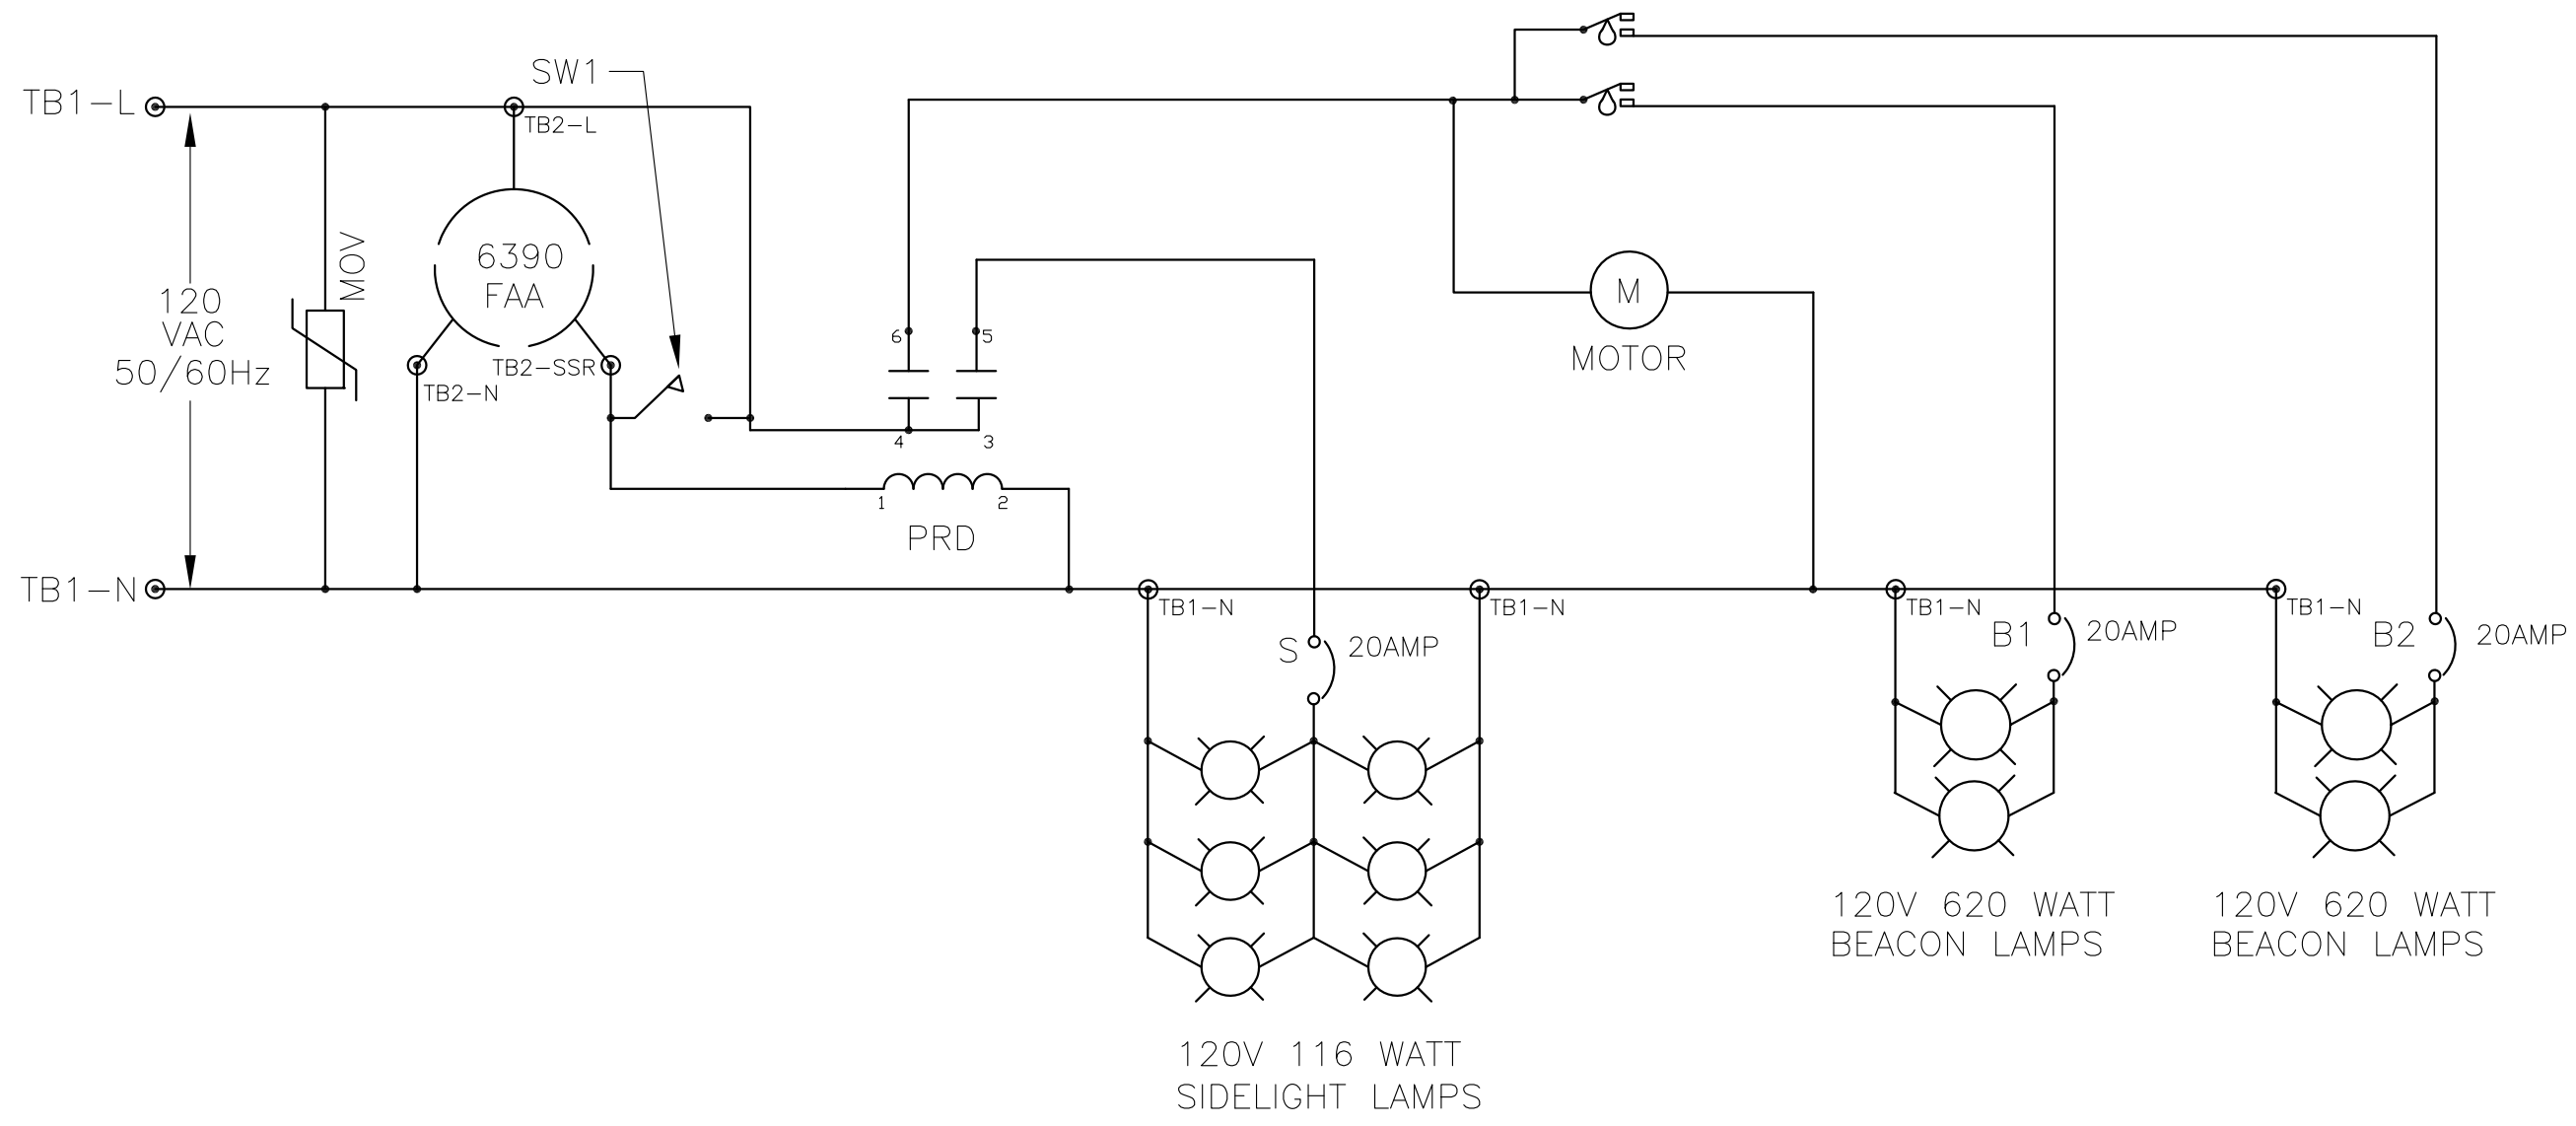 SW1
TB1-L
TB2-L
MOV
6390
FAA
120
VAC
50/60Hz
M
MOTOR
6
5
TB2-SSR
TB2-N
4
3
1
2
PRD
TB1-N
TB1-N
TB1-N
TB1-N
TB1-N
S
20AMP
B1
20AMP
B2
20AMP
120V 620 WATT
BEACON LAMPS
120V 620 WATT
BEACON LAMPS
120V 116 WATT
SIDELIGHT LAMPS